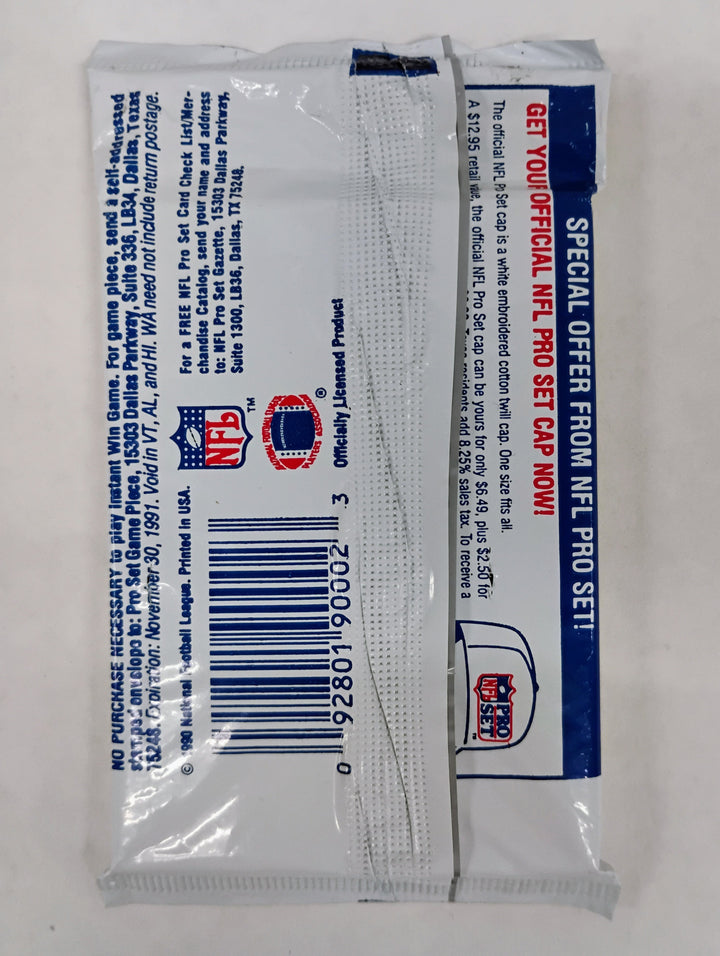 SPECIAL OFFER FROM NFL PRO SET!
GET YOUR OFFICIAL NFL PRO SET CAP NOW!
The official NFL Pro Set cap is a white embroidered cotton twill cap. One size fits all.
A $12.95 retail value, the official NFL Pro Set cap can be yours for only $6.49, plus $2.50 for
residents add 8.25% sales tax. To receive a
PRO
NFL SET
TM
NO PURCHASE NECESSARY to play Instant Win Game. For game piece, send a self-addressed
stamped envelope to: Pro Set Game Piece, 15303 Dallas Parkway, Suite 336, LB34, Dallas, Texas
75248. Expiration: November 30, 1991. Void in VT, AL, and HI. WA need not include return postage.
For a FREE NFL Pro Set Card Check List/Mer-
chandise Catalog, send your name and address
to: NFL Pro Set Gazette, 15303 Dallas Parkway,
Suite 1300, LB36, Dallas, TX 75248.
NFL
TM
®
Officially Licensed Product
© 1990 National Football League. Printed in USA.
0 92801 90002 3